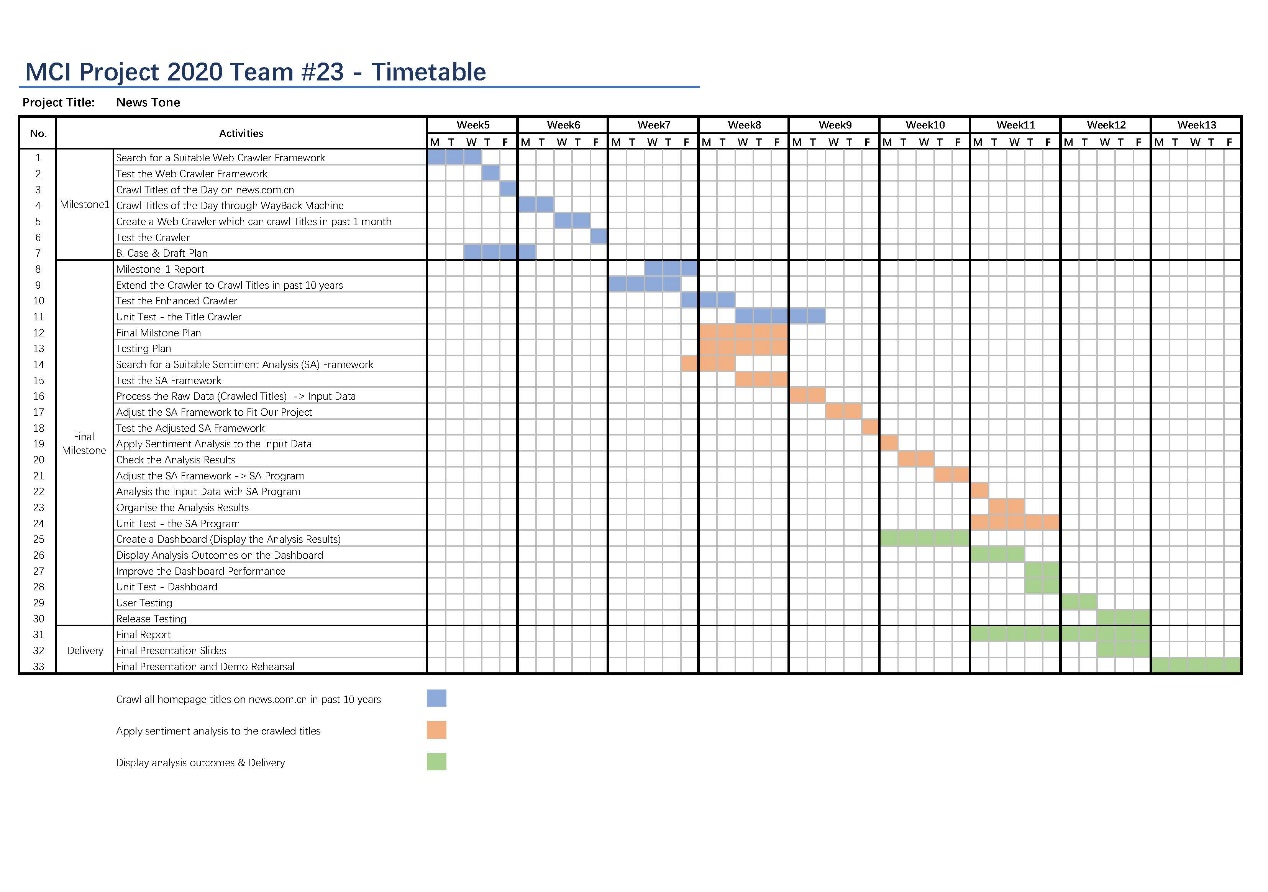 MCI Project 2020 Team #23 - Timetable
Project Title: News Tone
No. Activities Week5 Week6 Week7 Week8 Week9 Week10 Week11 Week12 Week13
M T W T F M T W T F M T W T F M T W T F M T W T F M T W T F M T W T F M T W T F M T W T F
1 Search for a Suitable Web Crawler Framework
2 Test the Web Crawler Framework
3 Crawl Titles of the Day on news.com.cn
Milestone1
4 Crawl Titles of the Day through WayBack Machine
5 Create a Web Crawler which can crawl Titles in past 1 month
6 Test the Crawler
7 B. Case & Draft Plan
8 Milestone 1 Report
9 Extend the Crawler to Crawl Titles in past 10 years
10 Test the Enhanced Crawler
11 Unit Test - the Title Crawler
12 Final Milstone Plan
13 Testing Plan
14 Search for a Suitable Sentiment Analysis (SA) Framework
15 Test the SA Framework
16 Process the Raw Data (Crawled Titles) -> Input Data
17 Adjust the SA Framework to Fit Our Project
18 Test the Adjusted SA Framework
Final
Milestone
19 Apply Sentiment Analysis to the Input Data
20 Check the Analysis Results
21 Adjust the SA Framework -> SA Program
22 Analysis the Input Data with SA Program
23 Organise the Analysis Results
24 Unit Test - the SA Program
25 Create a Dashboard (Display the Analysis Results)
26 Display Analysis Outcomes on the Dashboard
27 Improve the Dashboard Performance
28 Unit Test - Dashboard
29 User Testing
30 Release Testing
31 Final Report
Delivery
32 Final Presentation Slides
33 Final Presentation and Demo Rehearsal
Crawl all homepage titles on news.com.cn in past 10 years
Apply sentiment analysis to the crawled titles
Display analysis outcomes & Delivery